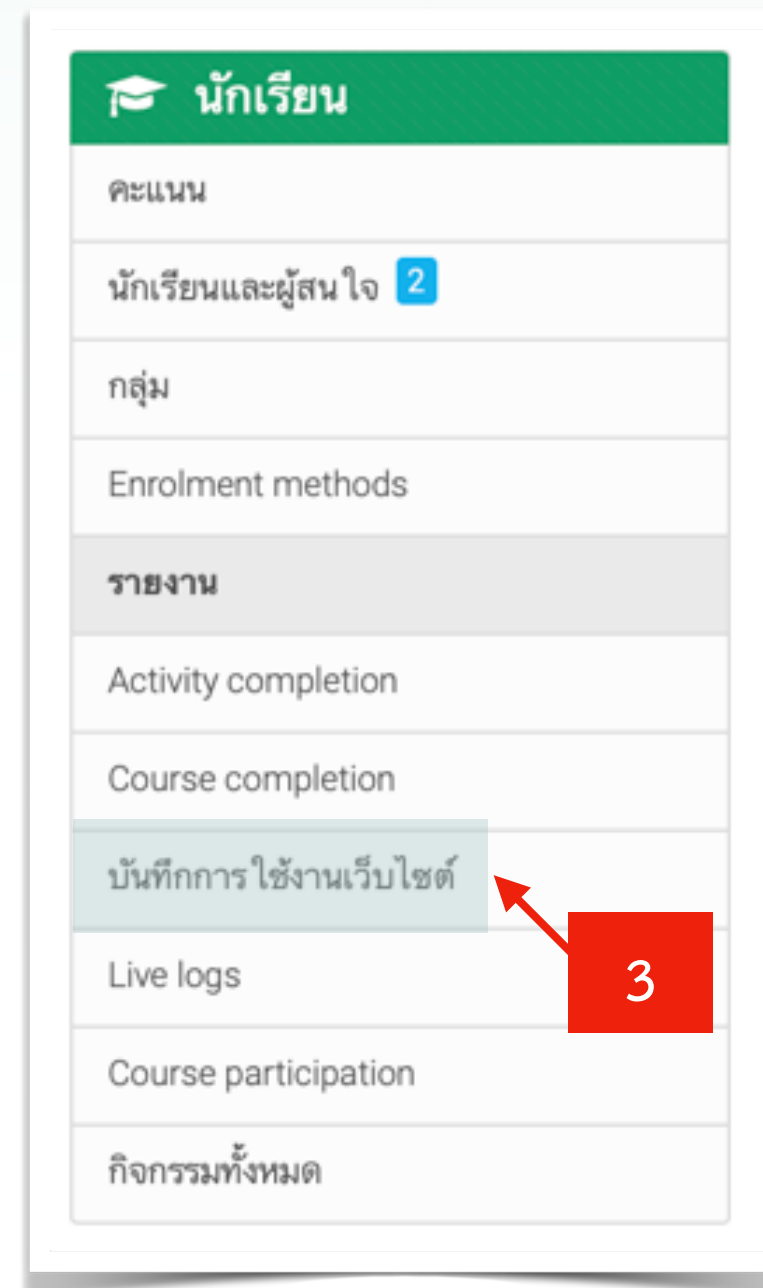 นักเรียน
คะแนน
นักเรียนและผู้สนใจ 2
กลุ่ม
Enrolment methods
รายงาน
Activity completion
Course completion
บันทึกการใช้งานเว็บไซต์
Live logs
3
Course participation
กิจกรรมทั้งหมด